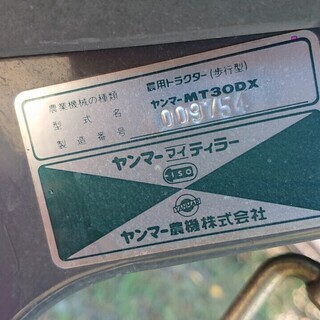 農業機械の種類 農用トラクター(歩行型)
型式名 ヤンマーMT30DX
製造番号 009754
ヤンマーマイティラー
ISO
YANMAR
ヤンマー農機株式会社